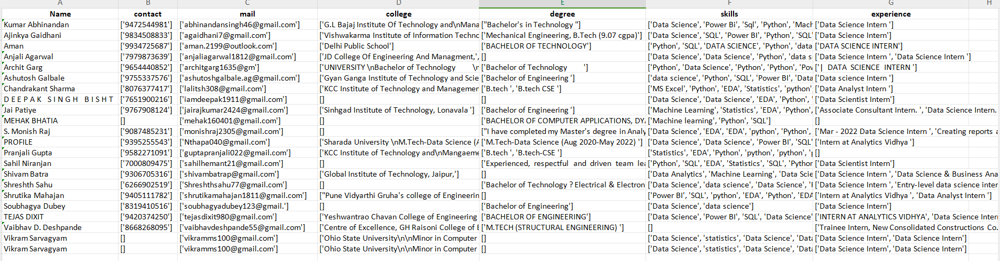 A B C D E F G H
Name contact mail college degree skills experience
Kumar Abhinandan ['9472544981'] ['abhinandansingh46@gmail.com'] ['G.L Bajaj Institute Of Technology and\nMana ["Bachelor's in Technology "] ['Data Science', 'Power Bi', 'Sql', 'Python', 'Mach ['Data Science Intern ']
Ajinkya Gaidhani ['9834508833'] ['agaidhani7@gmail.com'] ['Vishwakarma Institute of Information Techno ['Mechanical Engineering, B.Tech (9.07 cgpa)'] ['Data Science', 'SQL', 'Power BI', 'Python', 'SQL' ['Data Science Intern']
Aman ['9934725687'] ['aman.2199@outlook.com'] ['Delhi Public School'] ['BACHELOR OF TECHNOLOGY'] ['Python', 'SQL', 'DATA SCIENCE', 'Python', 'data ['DATA SCIENCE INTERN']
Anjali Agarwal ['7979873639'] ['anjaliagarwal1812@gmail.com'] ['JD College Of Engineering And Managment,', [] ['Data Science', 'Data Science', 'Python', 'data s ['Data Science Intern ', 'Data Science Intern ']
Archit Garg ['9654440852'] ['architgarg1635@gm'] ['UNIVERSITY \nBachelor of Technology \n ['Bachelor of Technology '] ['Python', 'Data Science', 'Python', 'Python', 'Pow ['| DATA SCIENCE INTERN ']
Ashutosh Galbale ['9755337576'] ['ashutoshgalbale.ag@gmail.com'] ['Gyan Ganga Institute of Technology and Scie ['Bachelor of Engineering '] ['data science', 'Python', 'SQL', 'Power BI', 'Data ['Data science Intern']
Chandrakant Sharma ['8076377417'] ['lalitsh308@gmail.com'] ['KCC Institute of Technology and Managemen ['B.tech ', 'B.tech CSE '] ['MS Excel', 'Python', 'EDA', 'Statistics', 'python' ['Data Analyst Intern ']
D E E P A K S I N G H B I S H T ['7651900216'] ['iamdeepak1911@gmail.com'] [] [] ['Data Science', 'Data Science', 'EDA', 'Python', ' ['Data Scientist Intern']
Jai Patiye ['9767908124'] ['jairajkumar2424@gmail.com'] ['Sinhgad Institute of Technology, Lonavala '] ['Bachelor of Engineering '] ['Machine Learning', 'Statistics', 'EDA', 'Python', ['Associate Consultant Intern. ', 'Data Science Intern.
MEHAK BHATIA [] ['mehak160401@gmail.com'] [] ['BACHELOR OF COMPUTER APPLICATIONS, DYA ['Machine learning', 'Python', 'SQL'] []
S. Monish Raj ['9087485231'] ['monishraj2305@gmail.com'] [] ["I have completed my Master's degree in Analy ['Data Science', 'EDA', 'EDA', 'python', 'Python', ['Mar - 2022 Data Science Intern ', 'Creating reports a
PROFILE ['9395255543'] ['Nthapa040@gmail.com'] ['Sharada University \nM.Tech-Data Science (A ['M.Tech-Data Science (Aug 2020-May 2022) '] ['Data Science', 'Data Science', 'Power BI', 'SQL' ['Intern at Analytics Vidhya ']
Pranjali Gupta ['9582271091'] ['guptapranjali022@gmail.com'] ['KCC Institute of Technology and\nMangaeme ['B.tech ', 'B.tech-CSE '] ['Statistics', 'EDA', 'Python', 'python', 'python', 'p []
Sahil Niranjan ['7000809475'] ['sahilhemant21@gmail.com'] [] ['Experienced, respectful and driven team lea ['Python', 'SQL', 'EDA', 'Statistics', 'SQL', 'Python ['Data Scientist Intern']
Shivam Batra ['9306705316'] ['shivambatrap@gmail.com'] ['Global Institute of Technology, Jaipur,'] [] ['Data Analytics', 'Machine Learning', 'Data Scie ['Data Science Intern ', 'Data Science & Business Ana
Shreshth Sahu ['6266902519'] ['Shreshthsahu77@gmail.com'] [] ['Bachelor of Technology ? Electrical & Electron ['Data Science', 'data science', 'Data Science', ' ['Data Science Intern ', 'Entry-level data science inter
Shrutika Mahajan ['9405111782'] ['shrutikamahajan1811@gmail.com'] ["Pune Vidyarthi Gruha's college of Engineerin [] ['Power BI', 'SQL', 'python', 'EDA', 'Python', 'EDA ['Intern at Analytics Vidhya ', 'Data Analyst Intern ']
Soubhagya Dubey ['8319410516'] ['soubhagyadubey123@gmail.'] [] ['Bachelor of Engineering'] ['Data Science', 'data science'] ['Data Science Intern']
TEJAS DIXIT ['9420374250'] ['tejasdixit980@gmail.com'] ['Yeshwantrao Chavan College of Engineering ['BACHELOR OF ENGINEERING'] ['Data Science', 'Power BI', 'SQL', 'Data Science' ['INTERN AT ANALYTICS VIDHYA', 'Data Science Intern
Vaibhav D. Deshpande ['8668268095'] ['vaibhavdeshpande55@gmail.com'] ['Centre of Excellence, GH Raisoni College of E ['M.TECH (STRUCTURAL ENGINEERING) '] [] ['Trainee Intern, New Consolidated Constructions Co.
Vikram Sarvagyam [] ['vikramms100@gmail.com'] ['Ohio State University\n\nMinor in Computer [] ['Data Science', 'statistics', 'Data Science', 'Data ['Data Science Intern', 'Data Science Intern']
Vikram Sarvagyam [] ['vikramms100@gmail.com'] ['Ohio State University\n\nMinor in Computer [] ['Data Science', 'statistics', 'Data Science', 'Data ['Data Science Intern', 'Data Science Intern']